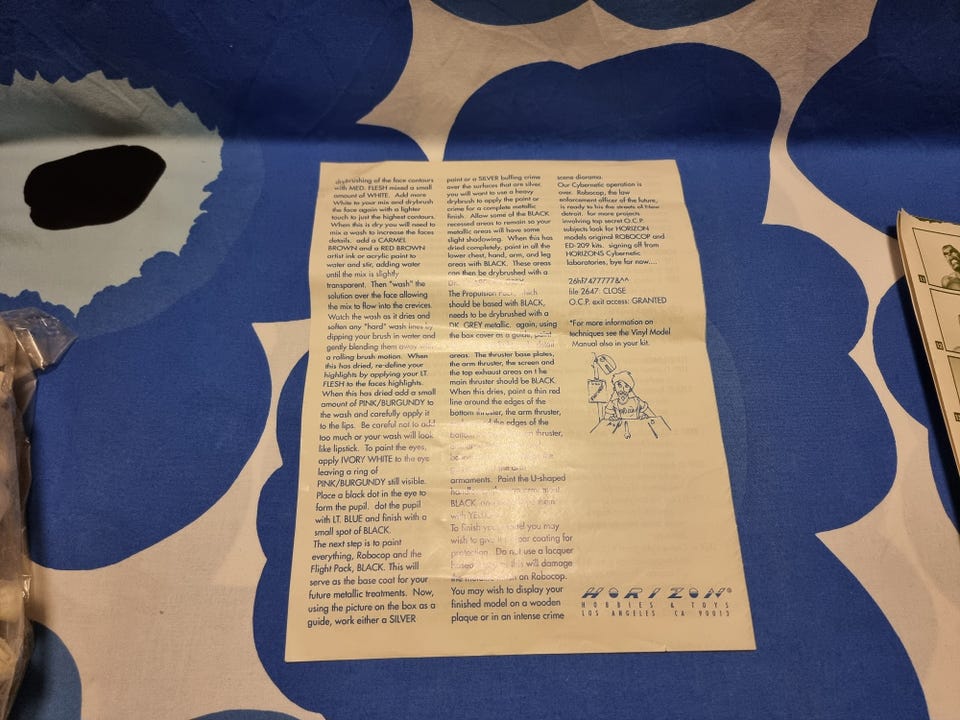 drybrushing of the face contours
with MED. FLESH mixed a small
amount of WHITE. Add more
White to your mix and drybrush
the face again with a lighter
touch to just the highest contours.
When this is dry you will need to
mix a wash to increase the faces
details. add a CARMEL
BROWN and a RED BROWN
artist ink or acrylic paint to
water and stir, adding water
until the mix is slightly
transparent. Then "wash" the
solution over the face allowing
the mix to flow into the crevices.
Watch the wash as it dries and
soften any "hard" wash lines by
dipping your brush in water and
gently blending them away with
a rolling brush motion. When
this has dried, re-define your
highlights by applying your LT.
FLESH to the faces highlights.
When this has dried add a small
amount of PINK/BURGUNDY to
the wash and carefully apply it
to the lips. Be careful not to add
too much or your wash will look
like lipstick. To paint the eyes,
apply IVORY WHITE to the eye
leaving a ring of
PINK/BURGUNDY still visible.
Place a black dot in the eye to
form the pupil. dot the pupil
with LT. BLUE and finish with a
small spot of BLACK.
The next step is to paint
everything, Robocop and the
Flight Pack, BLACK. This will
serve as the base coat for your
future metallic treatments. Now,
using the picture on the box as a
guide, work either a SILVER
paint or a SILVER buffing crime
over the surfaces that are silver.
you will want to use a heavy
drybrush to apply the paint or
crime for a complete metallic
finish. Allow some of the BLACK
recessed areas to remain so your
metallic areas will have some
slight shadowing. When this has
dried completely, paint in all the
lower chest, hand, arm, and leg
areas with BLACK. These areas
can then be drybrushed with a
DK.
The Propulsion Pack, which
should be based with BLACK,
needs to be drybrushed with a
DK. GREY metallic. again, using
the box cover as a guide, paint
areas. The thruster base plates,
the arm thruster, the screen and
the top exhaust areas on t he
main thruster should be BLACK.
When this dries, paint a thin red
line around the edges of the
bottom thruster, the arm thruster,
the edges of the
bottom thruster,
armaments. Paint the U-shaped
BLACK them
with
To finish your model you may
wish to give it a clear coating for
protection. Do not use a lacquer
based this will damage
the on Robocop.
You may wish to display your
finished model on a wooden
plaque or in an intense crime
scene diorama.
Our Cybernetic operation is
over. Robocop, the law
enforcement officer of the future,
is ready to hit the streets of New
detroit. for more projects
involving top secret O.C.P.
subjects look for HORIZON
models original ROBOCOP and
ED-209 kits. signing off from
HORIZONS Cybernetic
laboratories, bye far now....
26hf7477777&^^
file 2647: CLOSE
O.C.P. exit access: GRANTED
*For more information on
techniques see the Vinyl Model
Manual also in your kit.
HORIZON®
HOBBIES & TOYS
LOS ANGELES CA 90015